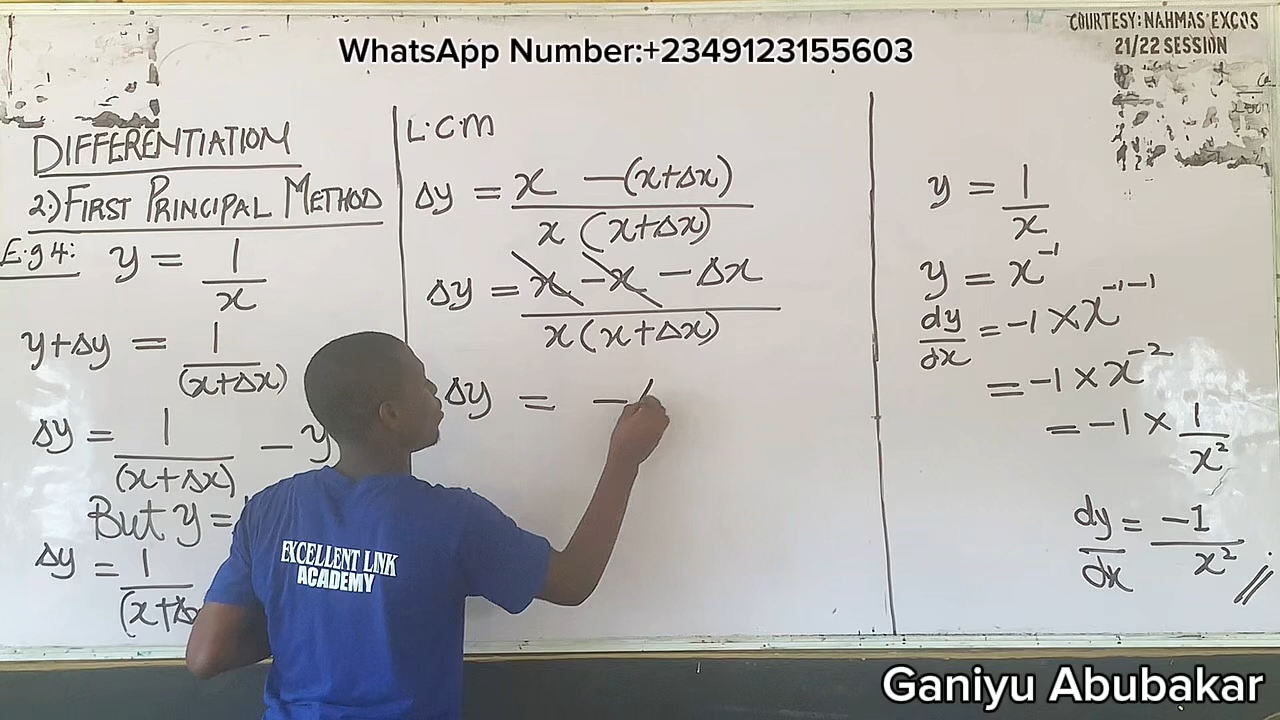 WhatsApp Number:+2349123155603
COURTESY: NAHMAS EXCOS
21/22 SESSION
DIFFERENTIATION
2.) FIRST PRINCIPAL METHOD
E.g 4: y = 1/x
y+Δy = 1/(x+Δx)
Δy = 1/(x+Δx) - y
But y =
Δy = 1/(x+Δ
L.C.M
Δy = x -(x+Δx) / x(x+Δx)
Δy = x - x - Δx / x(x+Δx)
Δy = -
y = 1/x
y = x⁻¹
dy/dx = -1 × x⁻¹⁻¹
= -1 × x⁻²
= -1 × 1/x²
dy/dx = -1/x²
EXCELLENT LINK
ACADEMY
Ganiyu Abubakar